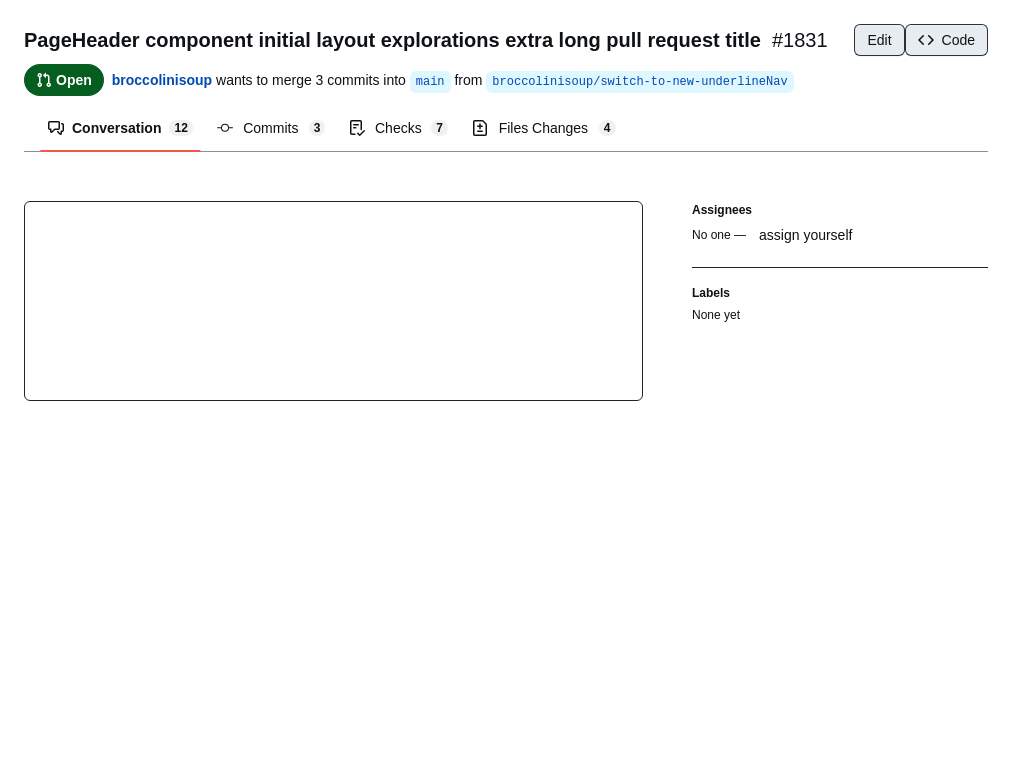 PageHeader component initial layout explorations extra long pull request title #1831
Edit
Code
Open
broccolinisoup wants to merge 3 commits into main from broccolinisoup/switch-to-new-underlineNav
Conversation 12
Commits 3
Checks 7
Files Changes 4
Assignees
No one — assign yourself
Labels
None yet